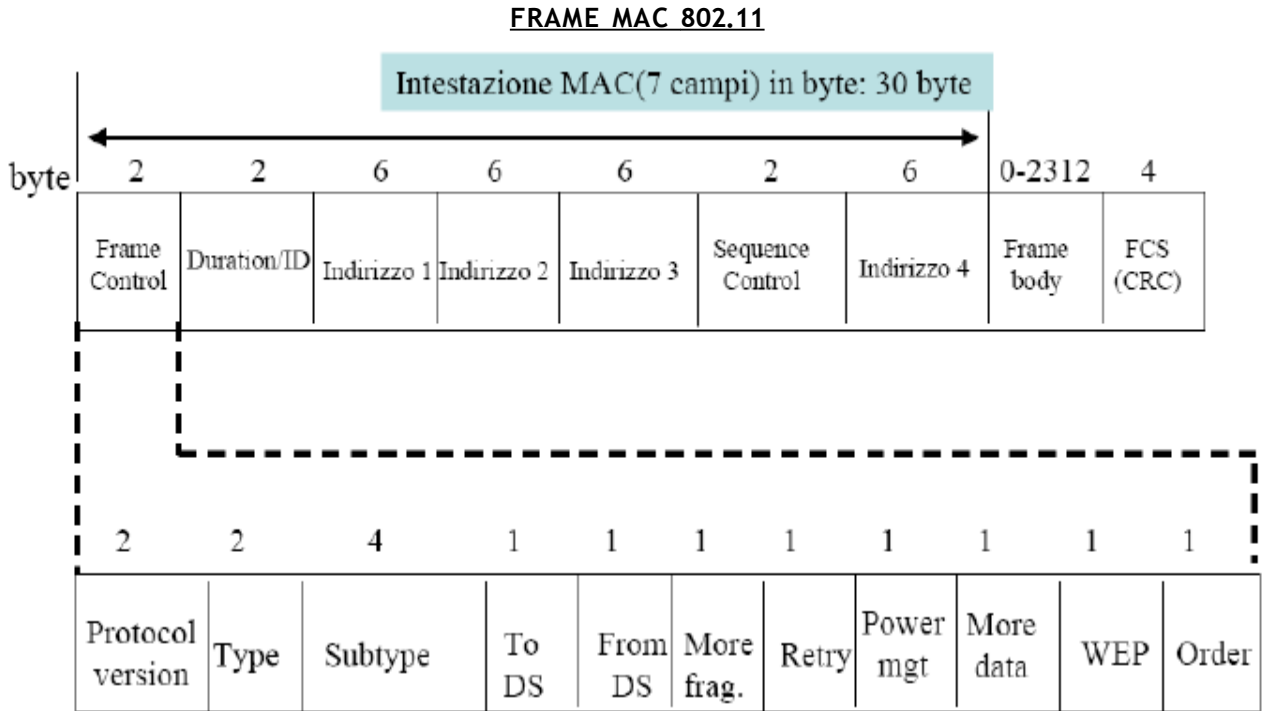 FRAME MAC 802.11
Intestazione MAC(7 campi) in byte: 30 byte
byte 2 2 6 6 6 2 6 0-2312 4
Frame Control
Duration/ID
Indirizzo 1
Indirizzo 2
Indirizzo 3
Sequence Control
Indirizzo 4
Frame body
FCS (CRC)
2 2 4 1 1 1 1 1 1 1 1
Protocol version
Type
Subtype
To DS
From DS
More frag.
Retry
Power mgt
More data
WEP
Order